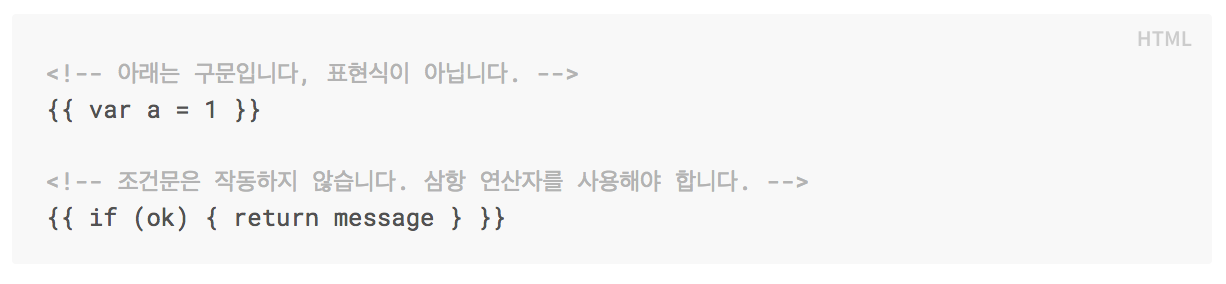 HTML
<!-- 아래는 구문입니다, 표현식이 아닙니다. -->
{{ var a = 1 }}
<!-- 조건문은 작동하지 않습니다. 삼항 연산자를 사용해야 합니다. -->
{{ if (ok) { return message } }}